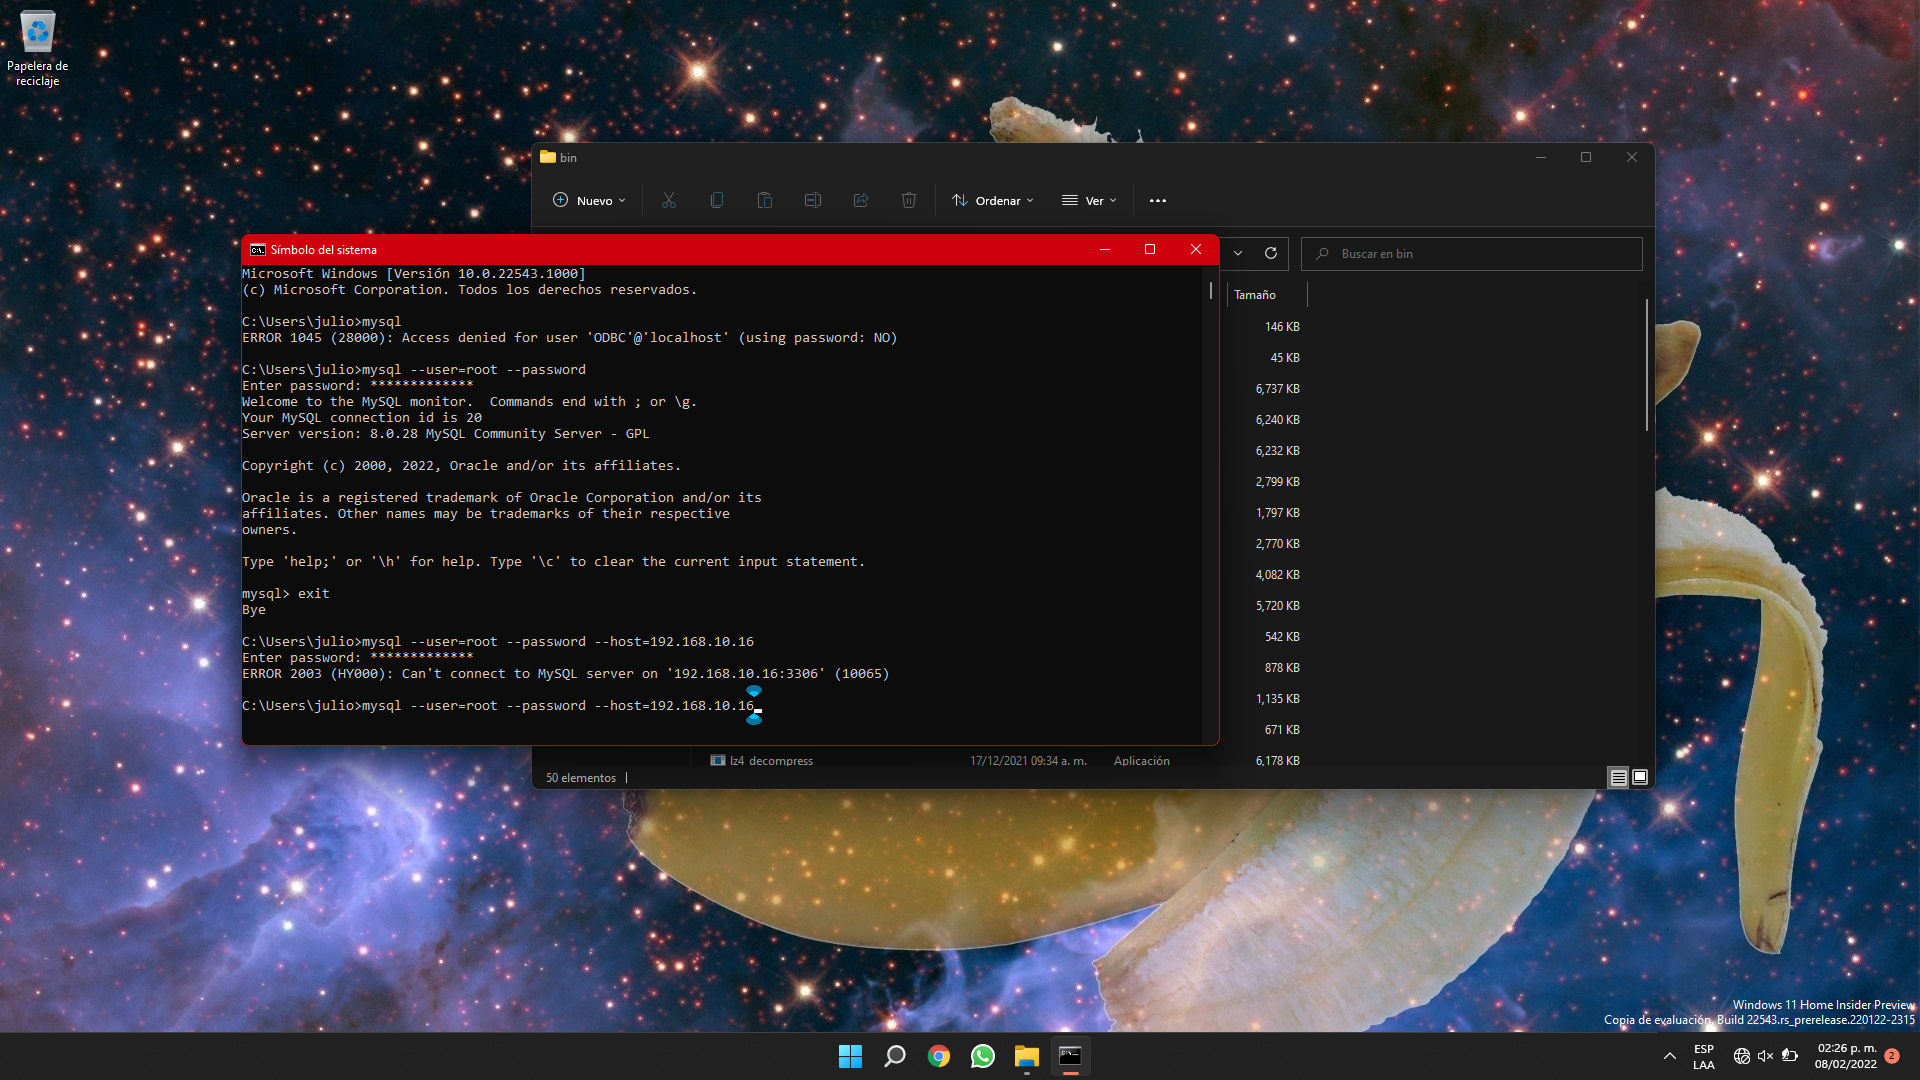 Papelera de
reciclaje
bin
Nuevo
Ordenar
Ver
Buscar en bin
Símbolo del sistema
Microsoft Windows [Versión 10.0.22543.1000]
(c) Microsoft Corporation. Todos los derechos reservados.
C:\Users\julio>mysql
ERROR 1045 (28000): Access denied for user 'ODBC'@'localhost' (using password: NO)
C:\Users\julio>mysql --user=root --password
Enter password: *************
Welcome to the MySQL monitor.  Commands end with ; or \g.
Your MySQL connection id is 20
Server version: 8.0.28 MySQL Community Server - GPL
Copyright (c) 2000, 2022, Oracle and/or its affiliates.
Oracle is a registered trademark of Oracle Corporation and/or its
affiliates. Other names may be trademarks of their respective
owners.
Type 'help;' or '\h' for help. Type '\c' to clear the current input statement.
mysql> exit
Bye
C:\Users\julio>mysql --user=root --password --host=192.168.10.16
Enter password: *************
ERROR 2003 (HY000): Can't connect to MySQL server on '192.168.10.16:3306' (10065)
C:\Users\julio>mysql --user=root --password --host=192.168.10.16
Tamaño
146 KB
45 KB
6,737 KB
6,240 KB
6,232 KB
2,799 KB
1,797 KB
2,770 KB
4,082 KB
5,720 KB
542 KB
878 KB
1,135 KB
671 KB
lz4_decompress 17/12/2021 09:34 a. m. Aplicación 6,178 KB
50 elementos
Windows 11 Home Insider Preview
Copia de evaluación. Build 22543.rs_prerelease.220122-2315
ESP
LAA
02:26 p. m.
08/02/2022
2